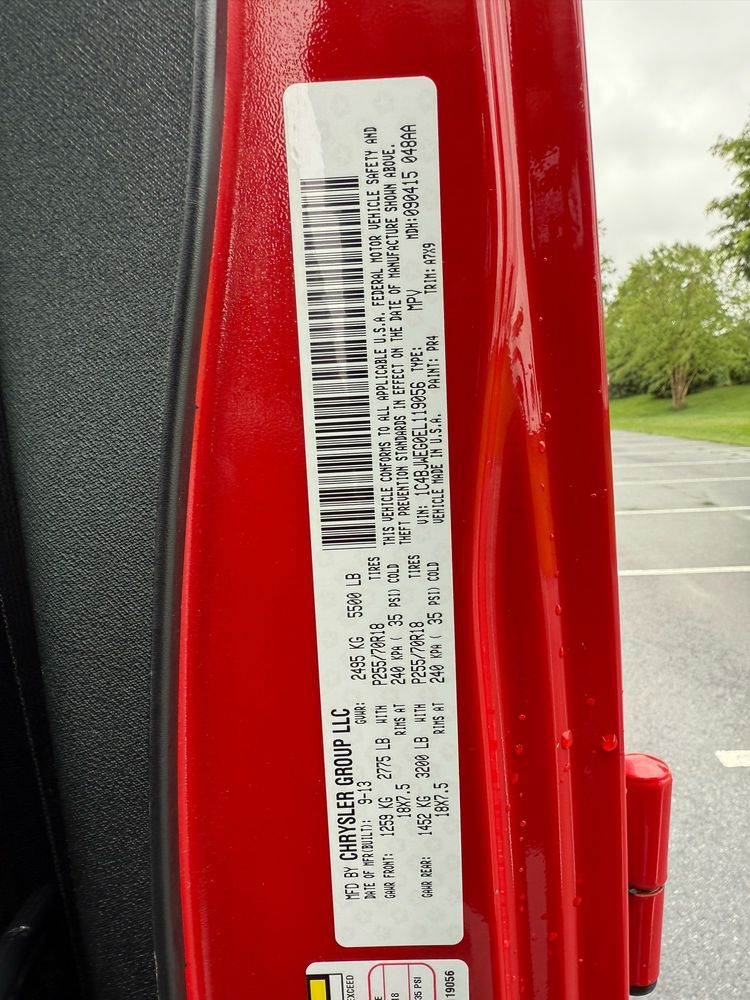 MFD BY CHRYSLER GROUP LLC
DATE OF MFR(BUILT): 9-13 GVWR: 2495 KG 5500 LB
GAWR FRONT: 1259 KG 2775 LB WITH P255/70R18 TIRES
18X7.5 RIMS AT 240 KPA ( 35 PSI) COLD
GAWR REAR: 1452 KG 3200 LB WITH P255/70R18 TIRES
18X7.5 RIMS AT 240 KPA ( 35 PSI) COLD
THIS VEHICLE CONFORMS TO ALL APPLICABLE U.S.A. FEDERAL MOTOR VEHICLE SAFETY AND
THEFT PREVENTION STANDARDS IN EFFECT ON THE DATE OF MANUFACTURE SHOWN ABOVE.
VIN: 1C4BJWEG0EL119056 TYPE: MPV MDH:090415 048AA
VEHICLE MADE IN U.S.A. PAINT: PR4 TRIM: A7X9
EXCEED
35 PSI
19056